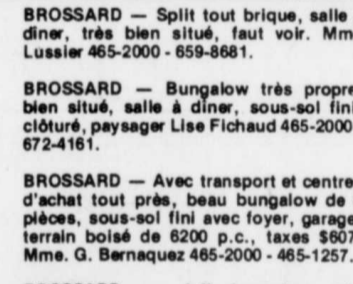 BROSSARD — Split tout brique, salle
diner, très bien situé, faut voir. Mm
Lussier 465-2000 - 659-8681.
BROSSARD — Bungalow très propre
bien situé, salle à diner, sous-sol fini
clôturé, paysager Lise Fichaud 465-2000
672-4161.
BROSSARD — Avec transport et centre
d'achat tout près, beau bungalow de
pièces, sous-sol fini avec foyer, garage
terrain boisé de 6200 p.c., taxes $607
Mme. G. Bernaquez 465-2000 - 465-1257.